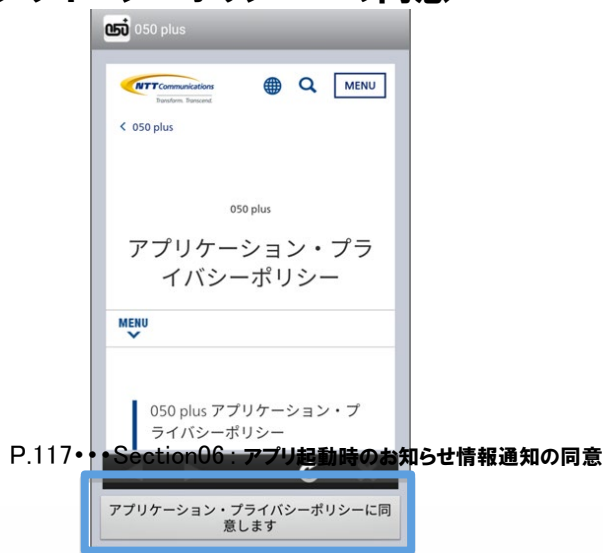 050 050 plus
NTT Communications
Transform. Transcend.
MENU
< 050 plus
050 plus
アプリケーション・プラ
イバシーポリシー
MENU
050 plus アプリケーション・プ
ライバシーポリシー
P.117・・・Section06 : アプリ起動時のお知らせ情報通知の同意
アプリケーション・プライバシーポリシーに同
意します